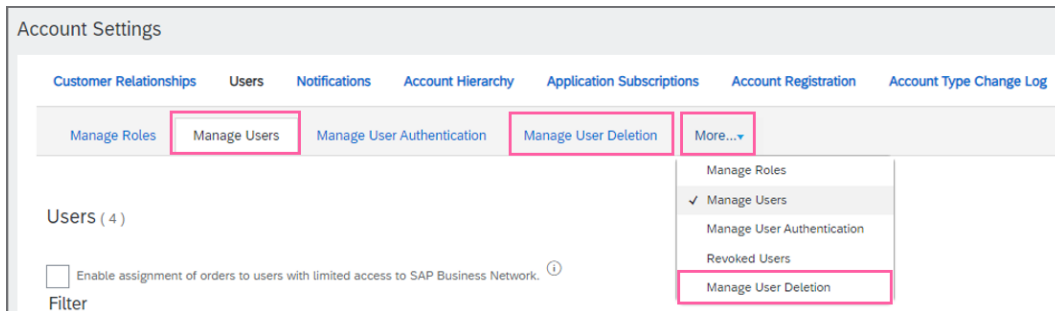 Account Settings
Customer Relationships Users Notifications Account Hierarchy Application Subscriptions Account Registration Account Type Change Log
Manage Roles Manage Users Manage User Authentication Manage User Deletion More...
Manage Roles
✓ Manage Users
Manage User Authentication
Revoked Users
Manage User Deletion
Users (4)
Enable assignment of orders to users with limited access to SAP Business Network.
Filter